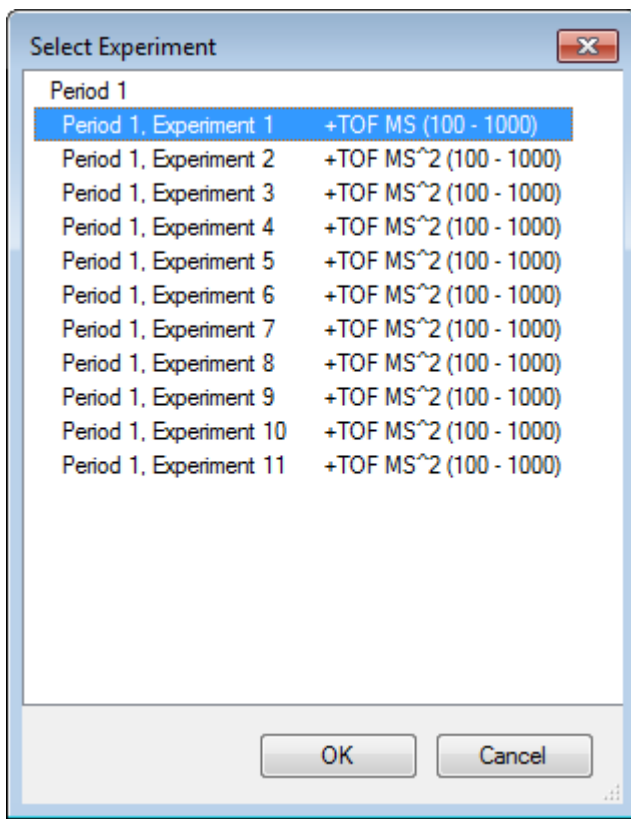 Select Experiment
Period 1
Period 1, Experiment 1 +TOF MS (100 - 1000)
Period 1, Experiment 2 +TOF MS^2 (100 - 1000)
Period 1, Experiment 3 +TOF MS^2 (100 - 1000)
Period 1, Experiment 4 +TOF MS^2 (100 - 1000)
Period 1, Experiment 5 +TOF MS^2 (100 - 1000)
Period 1, Experiment 6 +TOF MS^2 (100 - 1000)
Period 1, Experiment 7 +TOF MS^2 (100 - 1000)
Period 1, Experiment 8 +TOF MS^2 (100 - 1000)
Period 1, Experiment 9 +TOF MS^2 (100 - 1000)
Period 1, Experiment 10 +TOF MS^2 (100 - 1000)
Period 1, Experiment 11 +TOF MS^2 (100 - 1000)
OK Cancel